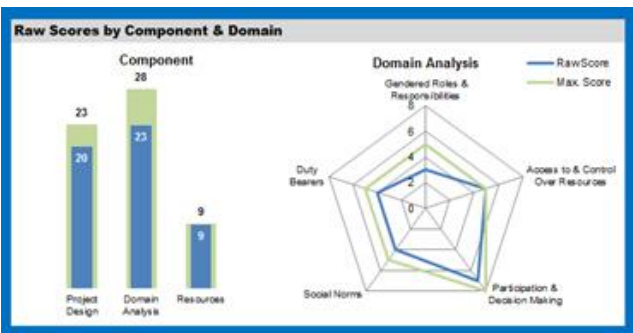 Raw Scores by Component & Domain
Component
28
23
23
20
9
9
Project
Design
Domain
Analysis
Resources
Domain Analysis
Raw Score
Max. Score
Gendered Roles &
Responsibilities
8
6
4
2
0
Access to & Control
Over Resources
Participation &
Decision Making
Social Norms
Duty
Bearers